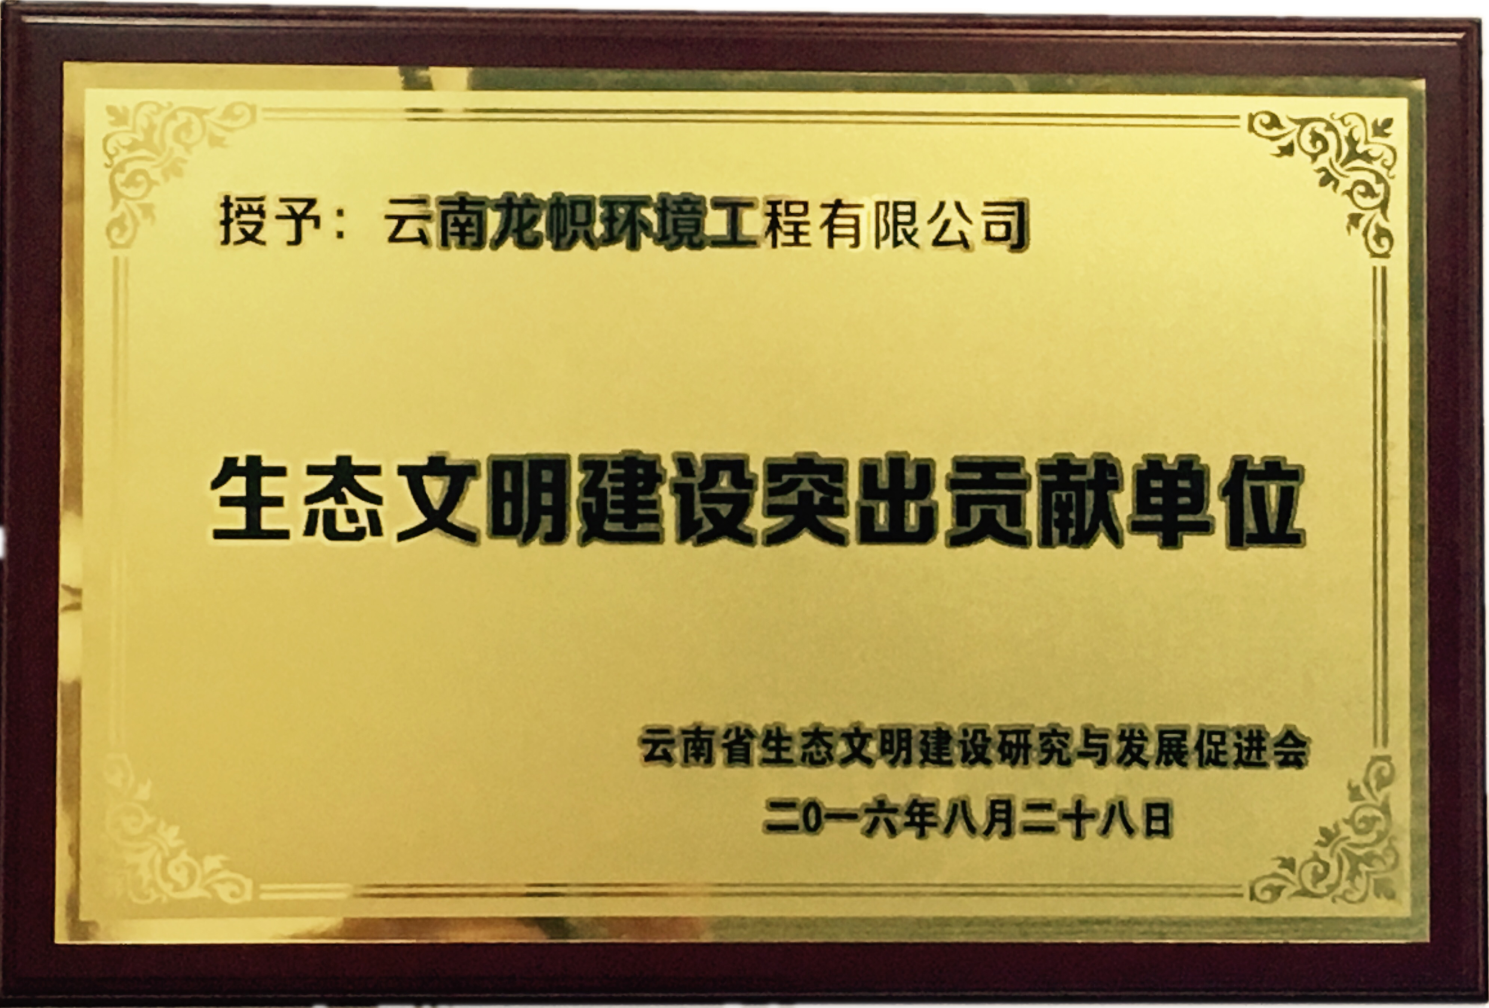 授予：云南龙帜环境工程有限公司
生态文明建设突出贡献单位
云南省生态文明建设研究与发展促进会
二0一六年八月二十八日